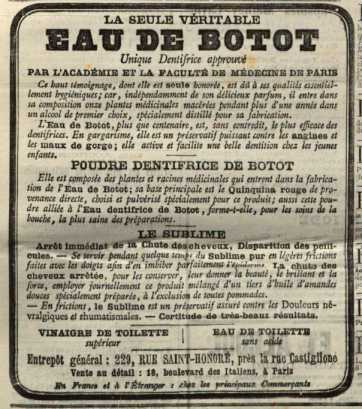 LA SEULE VÉRITABLE
EAU DE BOTOT
Unique Dentifrice approuvé
PAR L'ACADÉMIE ET LA FACULTÉ DE MÉDECINE DE PARIS
Ce haut témoignage, dont elle est seule honorée, est dû à ses qualités essentiel-
lement hygiéniques; car, indépendamment de son délicieux parfum, il entre dans
sa composition onze plantes médicinales macérées pendant plus d'une année dans
un alcool de premier choix, spécialement distillé pour sa fabrication.
L'Eau de Botot, plus que centenaire, est, sans contredit, le plus efficace des
dentifrices. En gargarisme, elle est un préservatif puissant contre les angines et
les maux de gorge; elle active et facilite une belle dentition chez les jeunes
enfants.
POUDRE DENTIFRICE DE BOTOT
Elle est composée des plantes et racines médicinales qui entrent dans la fabrica-
tion de l'Eau de Botot; sa base principale est le Quinquina rouge de pro-
venance directe, choisi et pulvérisé spécialement pour ce produit; aussi cette pou-
dre alliée à l'Eau dentifrice de Botot, forme-t-elle, pour les soins de la
bouche, la plus saine des préparations.
LE SUBLIME
Arrêt immédiat de la Chute des cheveux, Disparition des pelli-
cules. — Se servir pendant quelque temps du Sublime par en légères frictions
faites avec les doigts afin d'en imbiber parfaitement l'épiderme. La chute des
cheveux arrêtée, pour les conserver, leur donner la beauté, le brillant et la
force, employer journellement ce produit mélangé d'un tiers d'huile d'amandes
douces spécialement préparée, à l'exclusion de toutes pommades.
— En frictions, le Sublime est un préservatif assuré contre les Douleurs né-
vralgiques et rhumatismales. — Certitude de très-beaux résultats.
VINAIGRE DE TOILETTE
supérieur
EAU DE TOILETTE
sans acide
Entrepôt général : 229, RUE SAINT-HONORÉ, près la rue Castiglione
Vente au détail : 18, boulevard des Italiens, à Paris
En France et à l'Étranger : chez les principaux Commerçants